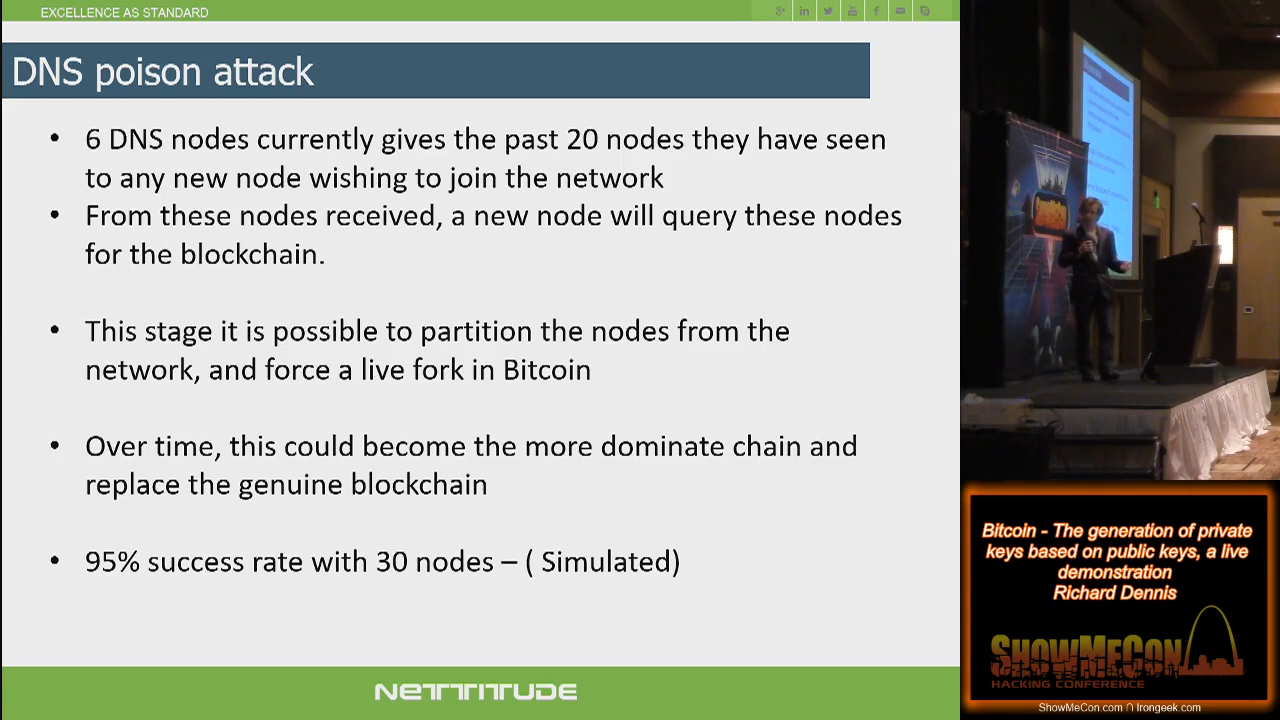 EXCELLENCE AS STANDARD
DNS poison attack
• 6 DNS nodes currently gives the past 20 nodes they have seen
to any new node wishing to join the network
• From these nodes received, a new node will query these nodes
for the blockchain.
• This stage it is possible to partition the nodes from the
network, and force a live fork in Bitcoin
• Over time, this could become the more dominate chain and
replace the genuine blockchain
• 95% success rate with 30 nodes – ( Simulated)
NETTITUDE
Bitcoin - The generation of private
keys based on public keys, a live
demonstration
Richard Dennis
SHOWMECON
HACKING CONFERENCE
ShowMeCon.com ∩ Irongeek.com